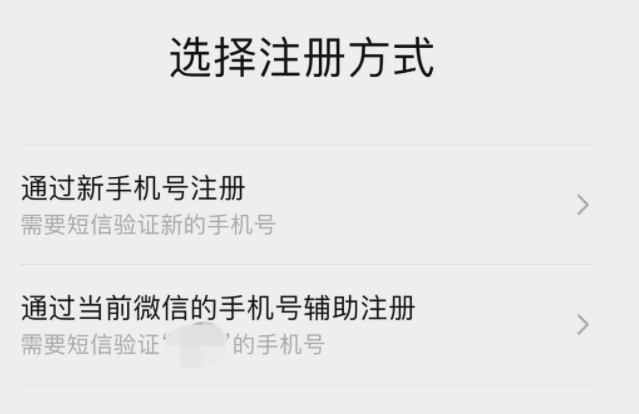 选择注册方式
通过新手机号注册
需要短信验证新的手机号
通过当前微信的手机号辅助注册
需要短信验证‘’的手机号